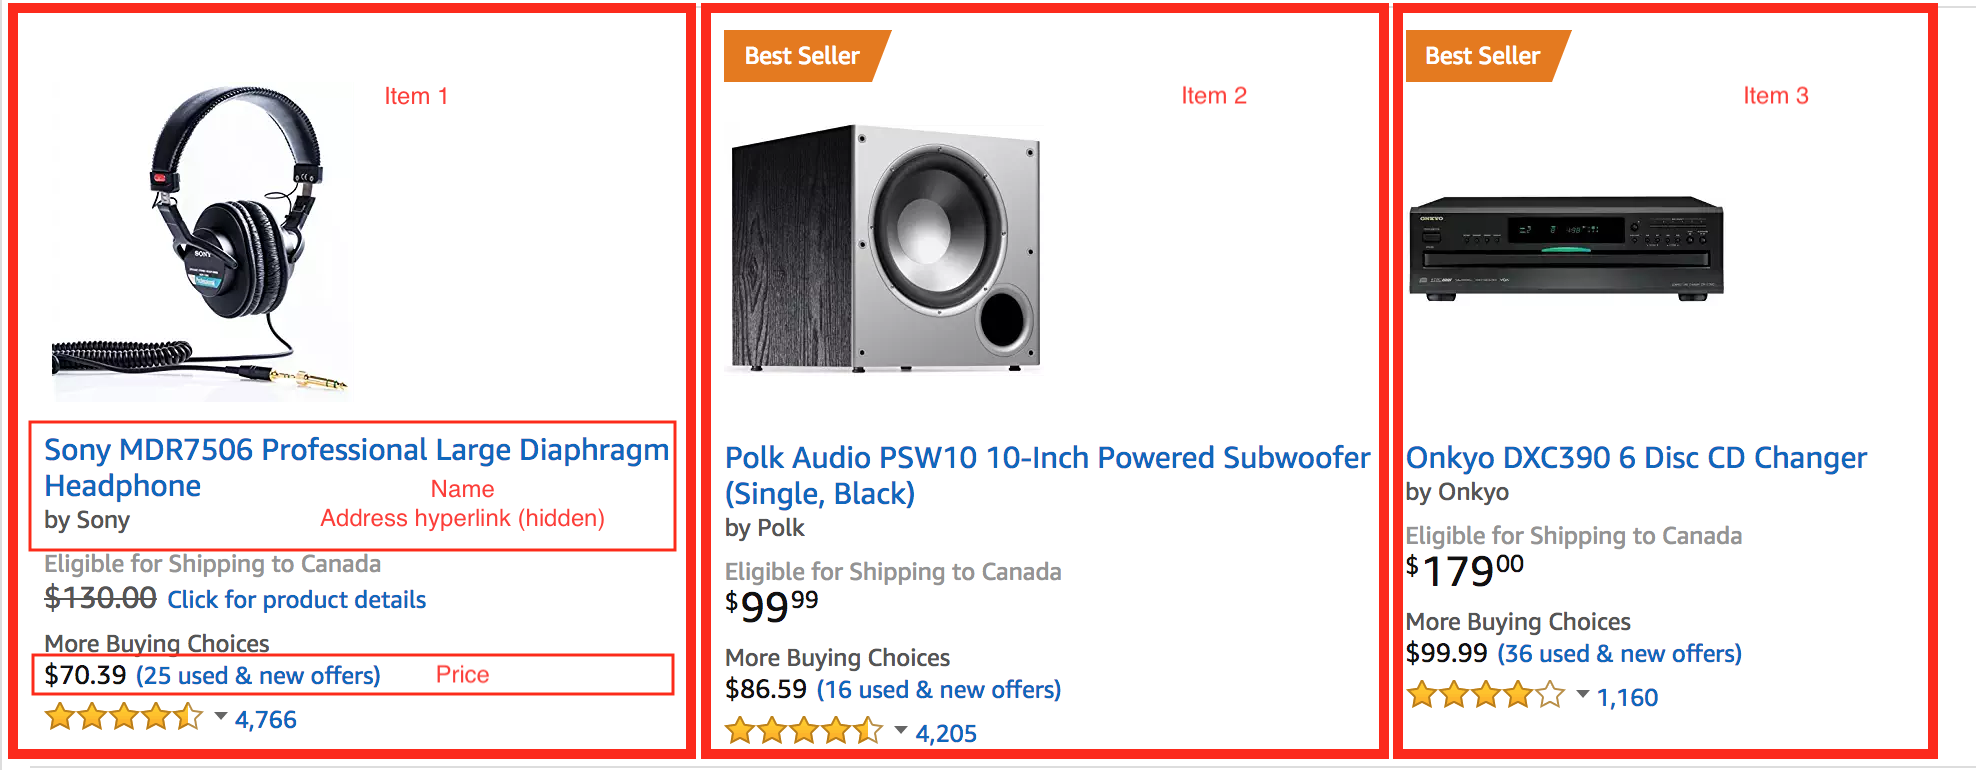 Item 1
SONY
Sony MDR7506 Professional Large Diaphragm
Headphone
Name
by Sony
Address hyperlink (hidden)
Eligible for Shipping to Canada
$130.00 Click for product details
More Buying Choices
$70.39 (25 used & new offers)
Price
4,766
Best Seller
Item 2
Polk Audio PSW10 10-Inch Powered Subwoofer
(Single, Black)
by Polk
Eligible for Shipping to Canada
$99 99
More Buying Choices
$86.59 (16 used & new offers)
4,205
Best Seller
Item 3
ONKYO
Onkyo DXC390 6 Disc CD Changer
by Onkyo
Eligible for Shipping to Canada
$179 00
More Buying Choices
$99.99 (36 used & new offers)
1,160